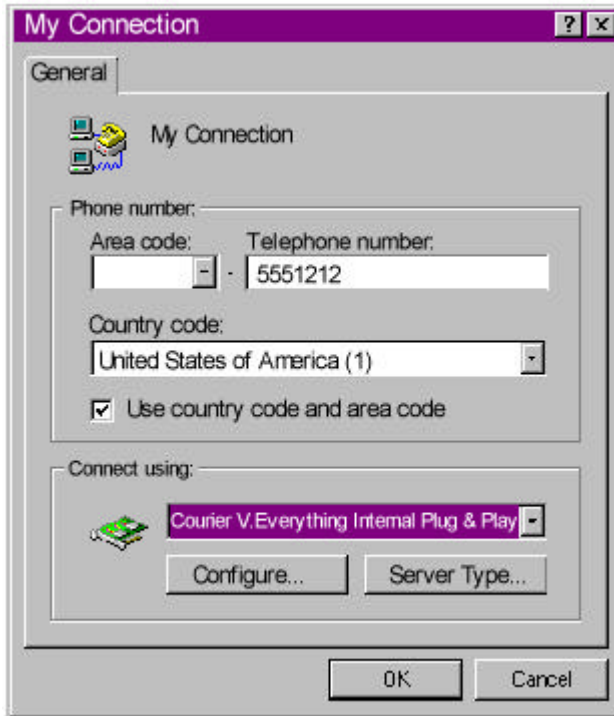 My Connection ? X
General
My Connection
Phone number:
Area code: Telephone number:
- 5551212
Country code:
United States of America (1)
Use country code and area code
Connect using:
Courier V.Everything Internal Plug & Play
Configure... Server Type...
OK Cancel